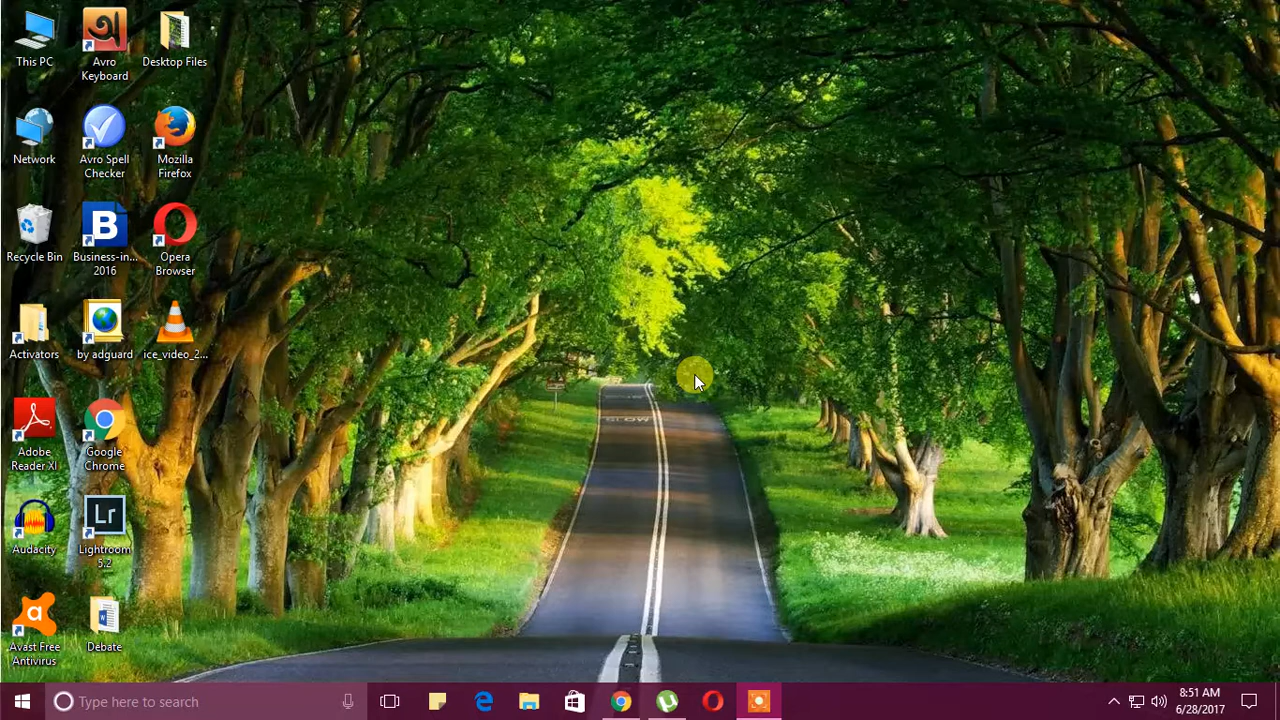 This PC
Avro
Keyboard
Desktop Files
Network
Avro Spell
Checker
Mozilla
Firefox
Recycle Bin
B
Business-in...
2016
Opera
Browser
Activators
by adguard
ice_video_2...
Adobe
Reader XI
Google
Chrome
Audacity
Lr
Lightroom
5.2
Avast Free
Antivirus
W
Debate
অ
SLOW
Type here to search
8:51 AM
6/28/2017